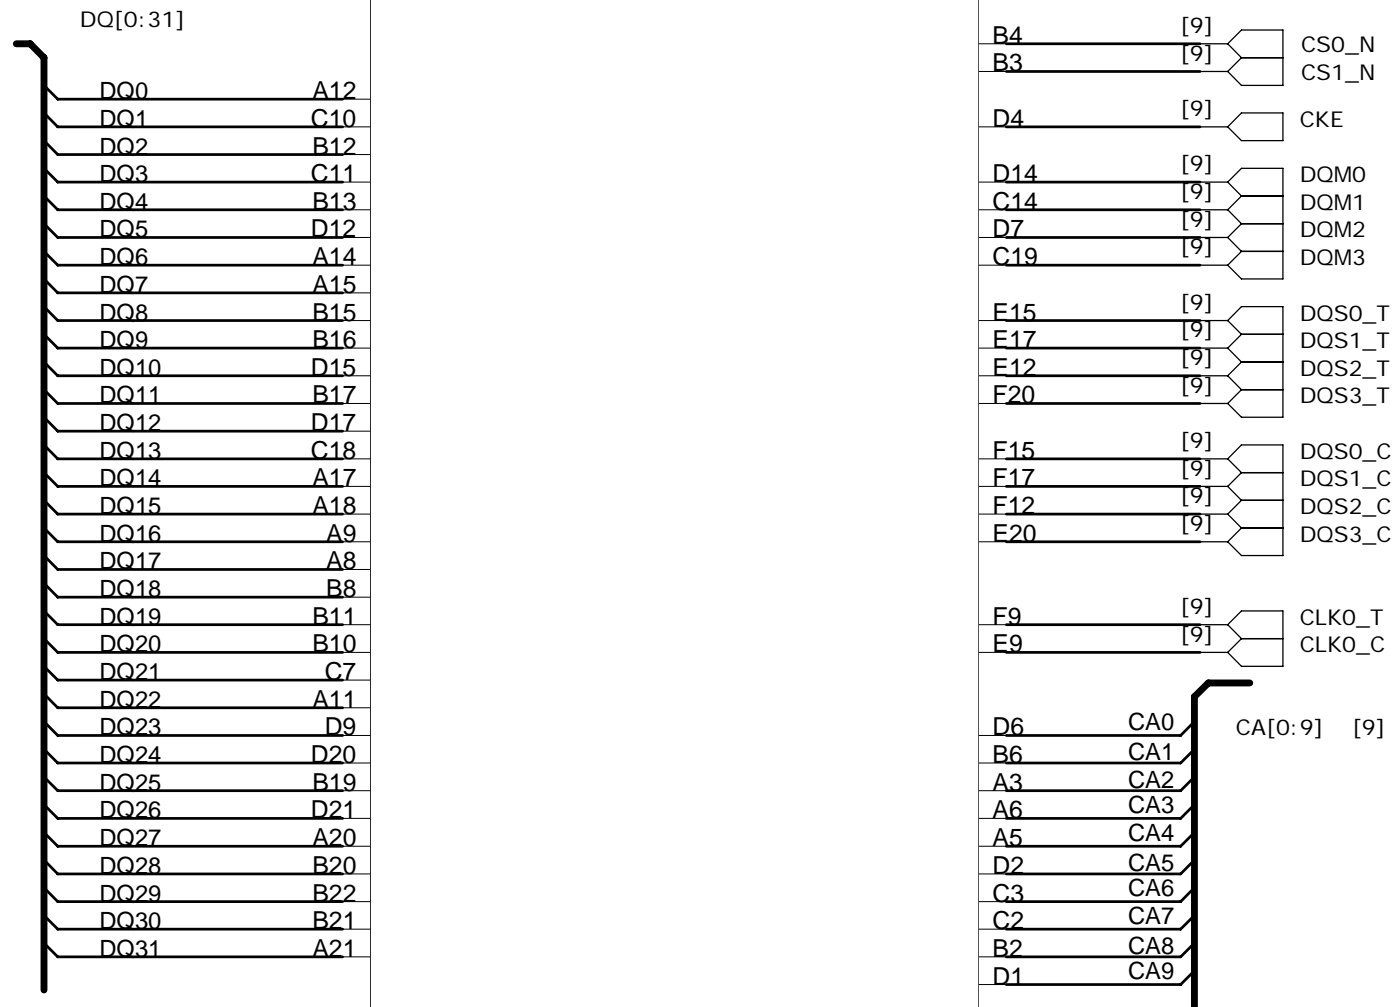 DQ[0:31]
DQ0 A12
DQ1 C10
DQ2 B12
DQ3 C11
DQ4 B13
DQ5 D12
DQ6 A14
DQ7 A15
DQ8 B15
DQ9 B16
DQ10 D15
DQ11 B17
DQ12 D17
DQ13 C18
DQ14 A17
DQ15 A18
DQ16 A9
DQ17 A8
DQ18 B8
DQ19 B11
DQ20 B10
DQ21 C7
DQ22 A11
DQ23 D9
DQ24 D20
DQ25 B19
DQ26 D21
DQ27 A20
DQ28 B20
DQ29 B22
DQ30 B21
DQ31 A21
B4 [9] CS0_N
B3 [9] CS1_N
D4 [9] CKE
D14 [9] DQM0
C14 [9] DQM1
D7 [9] DQM2
C19 [9] DQM3
E15 [9] DQS0_T
E17 [9] DQS1_T
E12 [9] DQS2_T
F20 [9] DQS3_T
F15 [9] DQS0_C
F17 [9] DQS1_C
F12 [9] DQS2_C
E20 [9] DQS3_C
F9 [9] CLK0_T
E9 [9] CLK0_C
D6 CA0 CA[0:9] [9]
B6 CA1
A3 CA2
A6 CA3
A5 CA4
D2 CA5
C3 CA6
C2 CA7
B2 CA8
D1 CA9